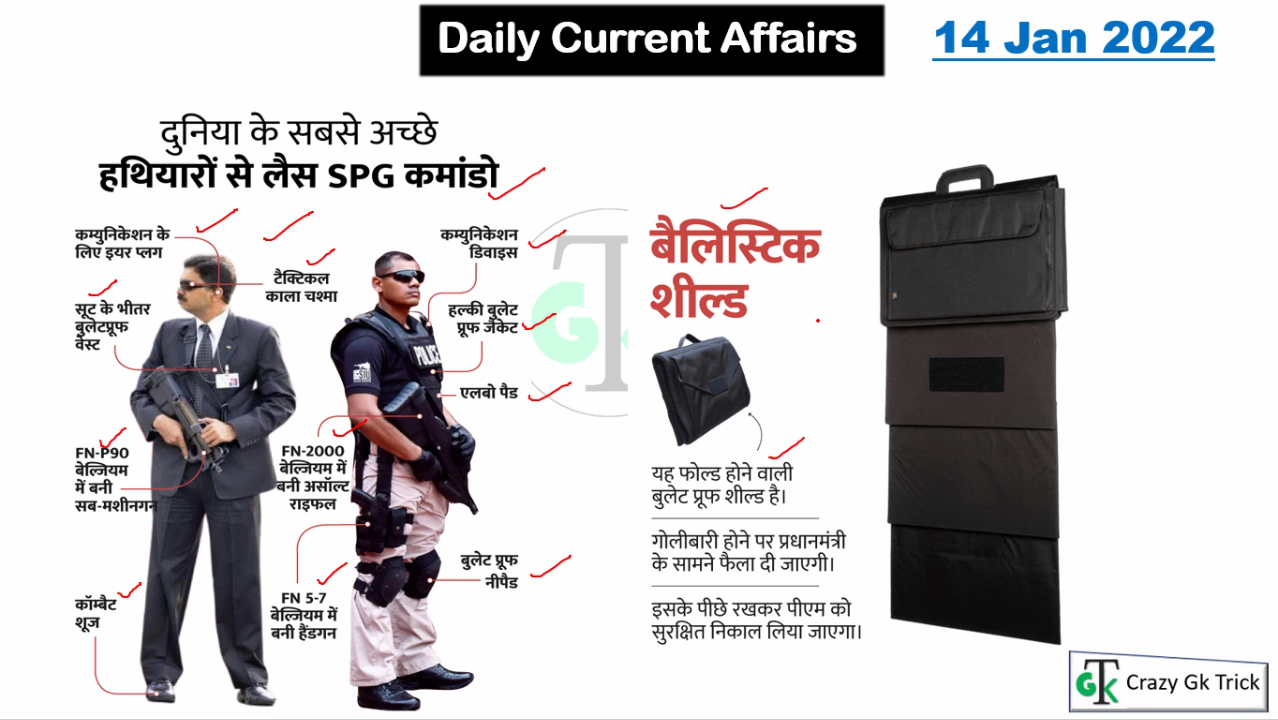 Daily Current Affairs
14 Jan 2022
दुनिया के सबसे अच्छे
हथियारों से लैस SPG कमांडो
कम्युनिकेशन के
लिए इयर प्लग
टैक्टिकल
काला चश्मा
सूट के भीतर
बुलेटप्रूफ
वेस्ट
FN-P90
बेल्जियम
में बनी
सब-मशीनगन
कॉम्बैट
शूज
कम्युनिकेशन
डिवाइस
हल्की बुलेट
प्रूफ जैकेट
POLICE
एलबो पैड
FN-2000
बेल्जियम में
बनी असॉल्ट
राइफल
बुलेट प्रूफ
नीपैड
FN 5-7
बेल्जियम में
बनी हैंडगन
बैलिस्टिक
शील्ड
यह फोल्ड होने वाली
बुलेट प्रूफ शील्ड है।
गोलीबारी होने पर प्रधानमंत्री
के सामने फैला दी जाएगी।
इसके पीछे रखकर पीएम को
सुरक्षित निकाल लिया जाएगा।
GTK
Crazy Gk Trick